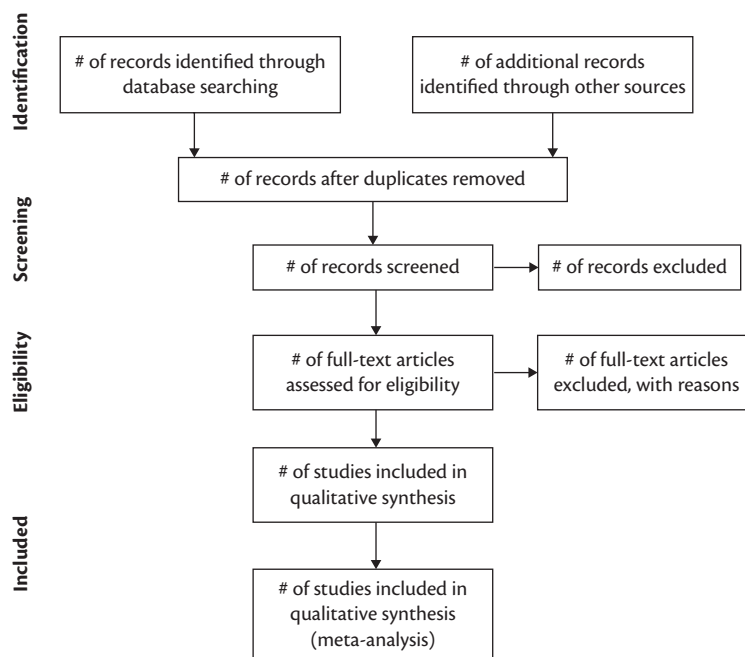 Identification
# of records identified through
database searching
# of additional records
identified through other sources
# of records after duplicates removed
Screening
# of records screened
# of records excluded
Eligibility
# of full-text articles
assessed for eligibility
# of full-text articles
excluded, with reasons
Included
# of studies included in
qualitative synthesis
# of studies included in
qualitative synthesis
(meta-analysis)